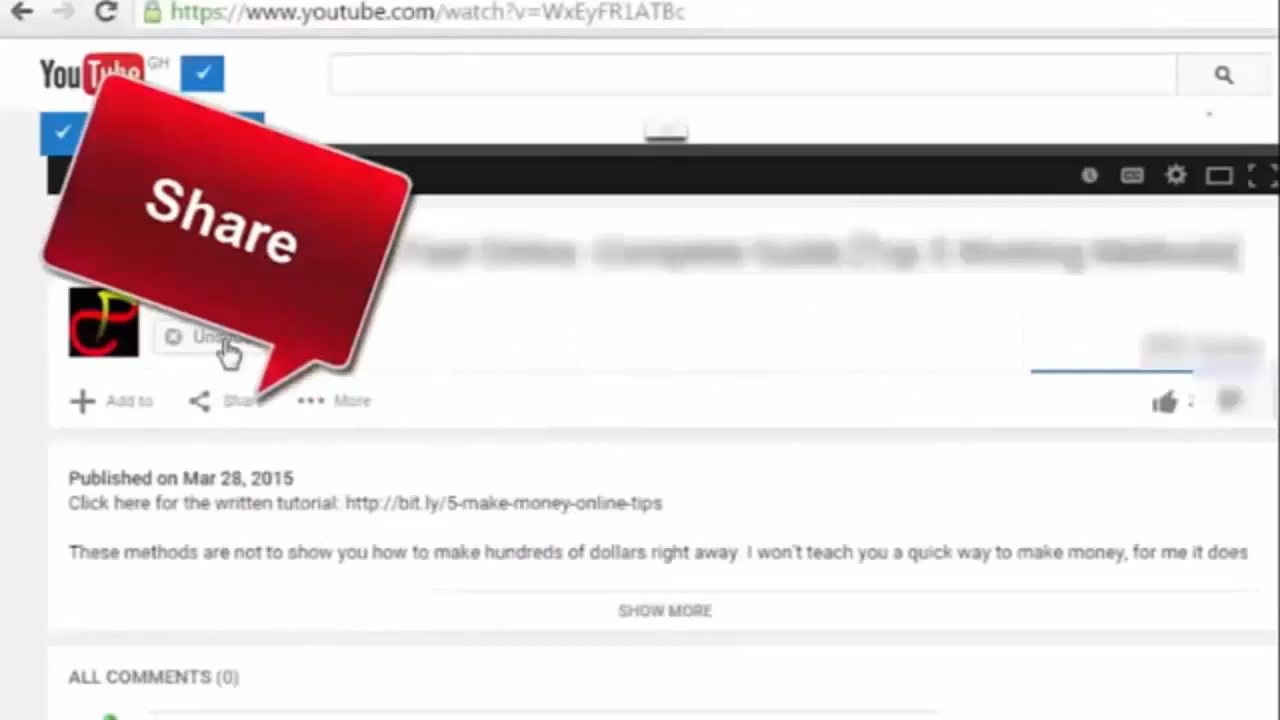 https://www.youtube.com/watch?v=WxEyFR1ATBc
YouTube GH
Share
Add to
Share
More
Published on Mar 28, 2015
Click here for the written tutorial: http://bit.ly/5-make-money-online-tips
These methods are not to show you how to make hundreds of dollars right away. I won't teach you a quick way to make money, for me it does
SHOW MORE
ALL COMMENTS (0)